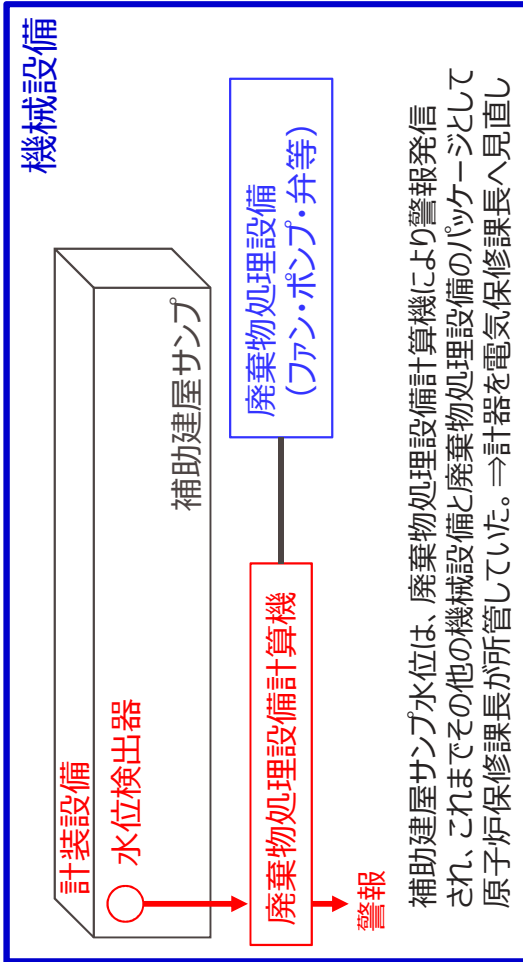 機械設備
計装設備
水位検出器
補助建屋サンプ
廃棄物処理設備計算機
廃棄物処理設備
(ファン・ポンプ・弁等)
警報
補助建屋サンプ水位は、廃棄物処理設備計算機により警報発信
され、これまでその他の機械設備と廃棄物処理設備のパッケージとして
原子炉保修課長が所管していた。⇒計器を電気保修課長へ見直し